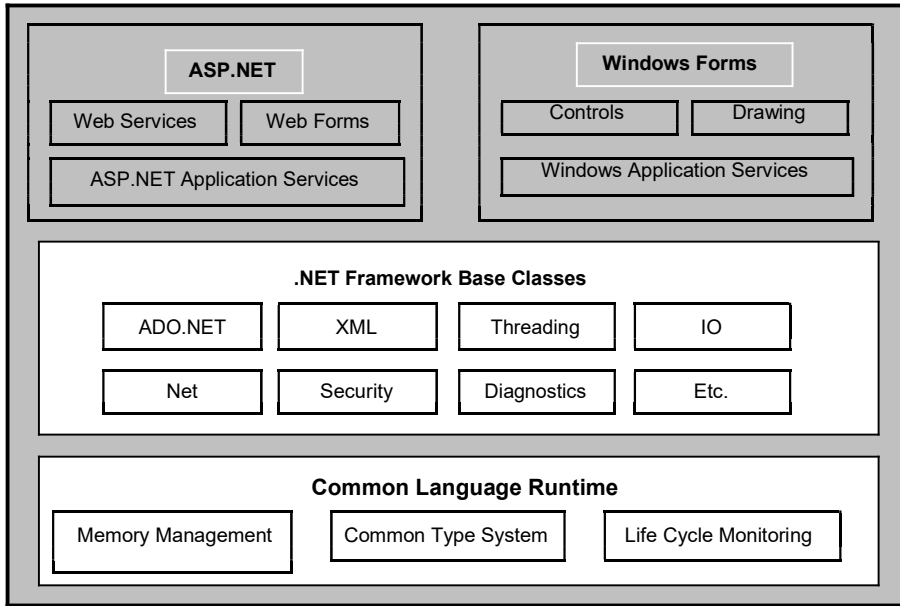 ASP.NET
Web Services
Web Forms
ASP.NET Application Services
Windows Forms
Controls
Drawing
Windows Application Services
.NET Framework Base Classes
ADO.NET
XML
Threading
IO
Net
Security
Diagnostics
Etc.
Common Language Runtime
Memory Management
Common Type System
Life Cycle Monitoring